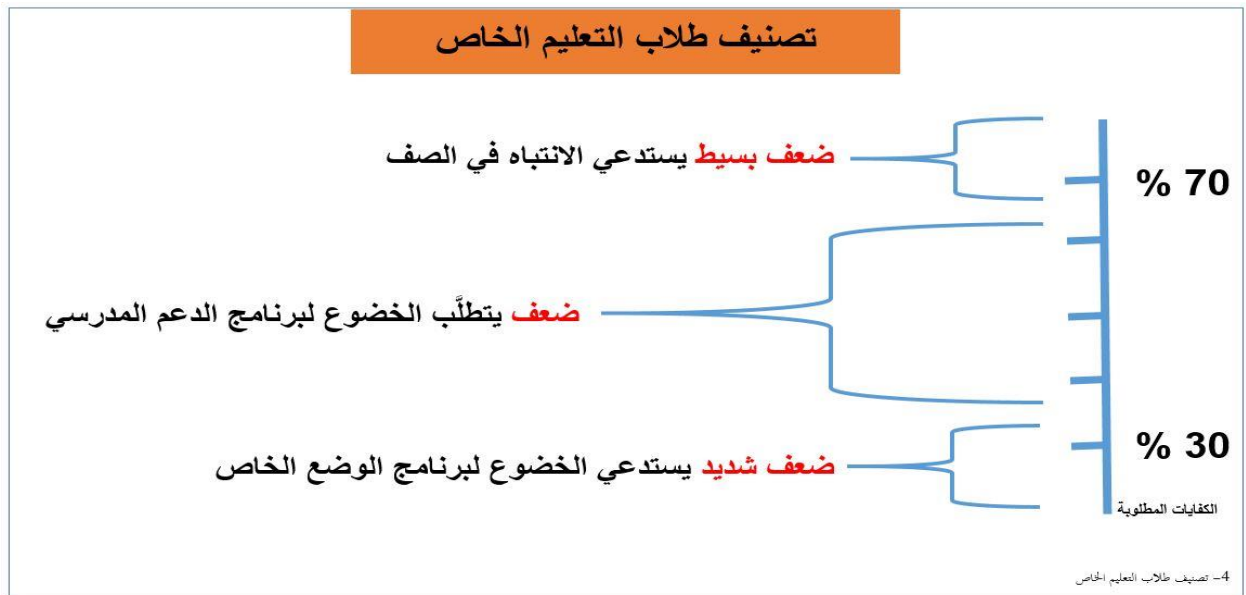 تصنيف طلاب التعليم الخاص
ضعف بسيط يستدعي الانتباه في الصف
70 %
ضعف يتطلَّب الخضوع لبرنامج الدعم المدرسي
30 %
ضعف شديد يستدعي الخضوع لبرنامج الوضع الخاص
الكفايات المطلوبة
4- تصنيف طلاب التعليم الخاص